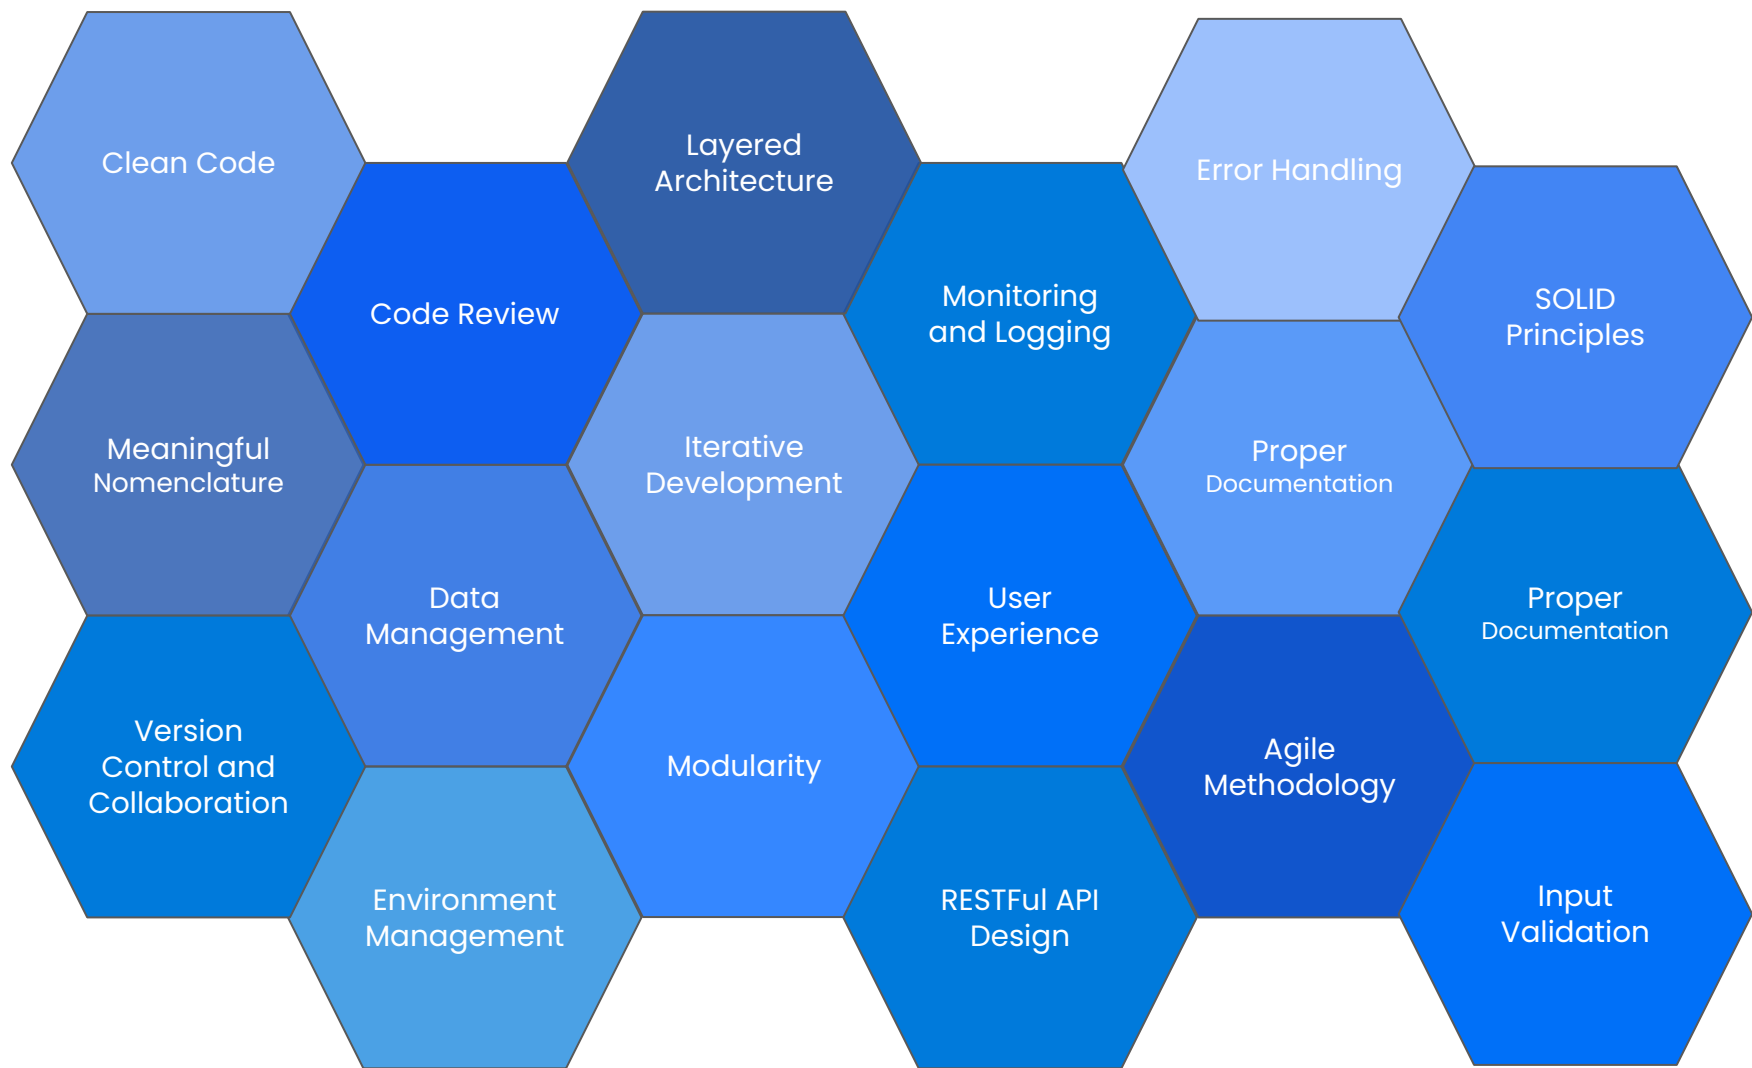 Clean Code
Layered
Architecture
Error Handling
Code Review
Monitoring
and Logging
SOLID
Principles
Meaningful
Nomenclature
Iterative
Development
Proper
Documentation
Data
Management
User
Experience
Proper
Documentation
Version
Control and
Collaboration
Modularity
Agile
Methodology
Environment
Management
RESTFul API
Design
Input
Validation